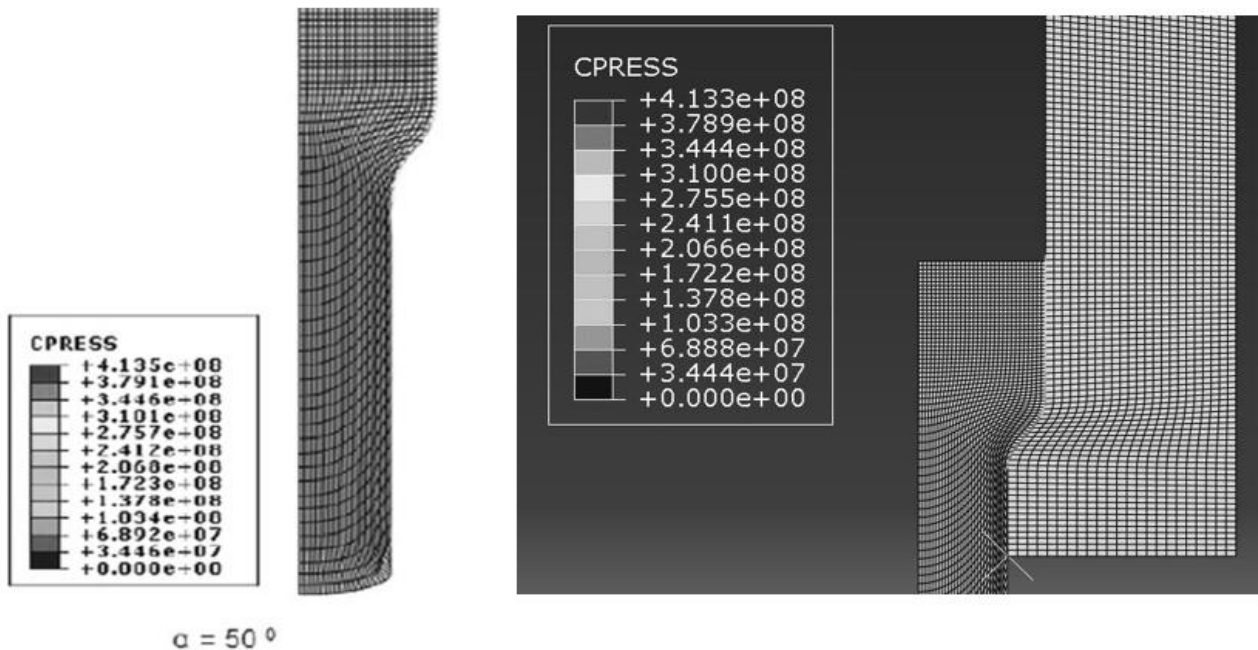 CPRESS
+4.135e+08
+3.791e+08
+3.446e+08
+3.101e+08
+2.757e+08
+2.412e+08
+2.068e+08
+1.723e+08
+1.378e+08
+1.034e+08
+6.892e+07
+3.446e+07
+0.000e+00
α = 50 º
CPRESS
+4.133e+08
+3.789e+08
+3.444e+08
+3.100e+08
+2.755e+08
+2.411e+08
+2.066e+08
+1.722e+08
+1.378e+08
+1.033e+08
+6.888e+07
+3.444e+07
+0.000e+00